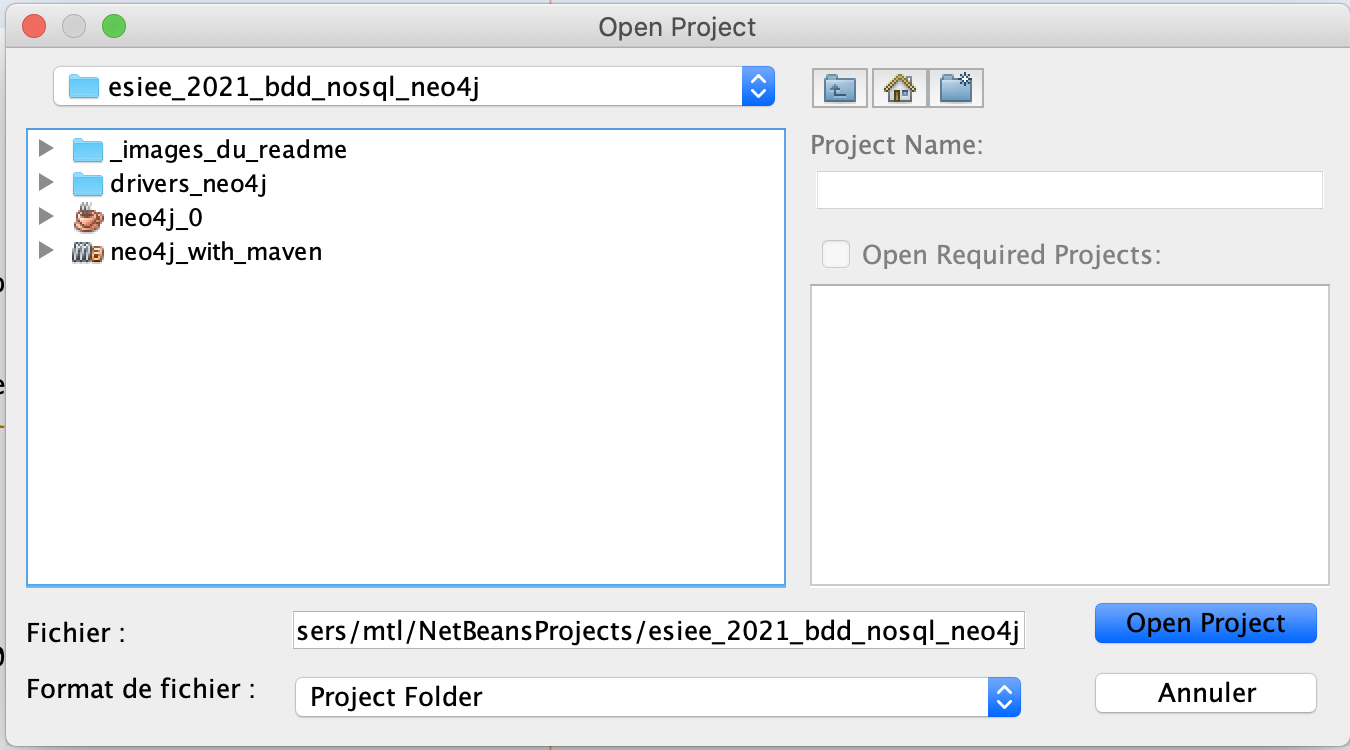 Open Project
esiee_2021_bdd_nosql_neo4j
_images_du_readme
drivers_neo4j
neo4j_0
neo4j_with_maven
Project Name:
Open Required Projects:
Fichier :
sers/mtl/NetBeansProjects/esiee_2021_bdd_nosql_neo4j
Open Project
Format de fichier :
Project Folder
Annuler